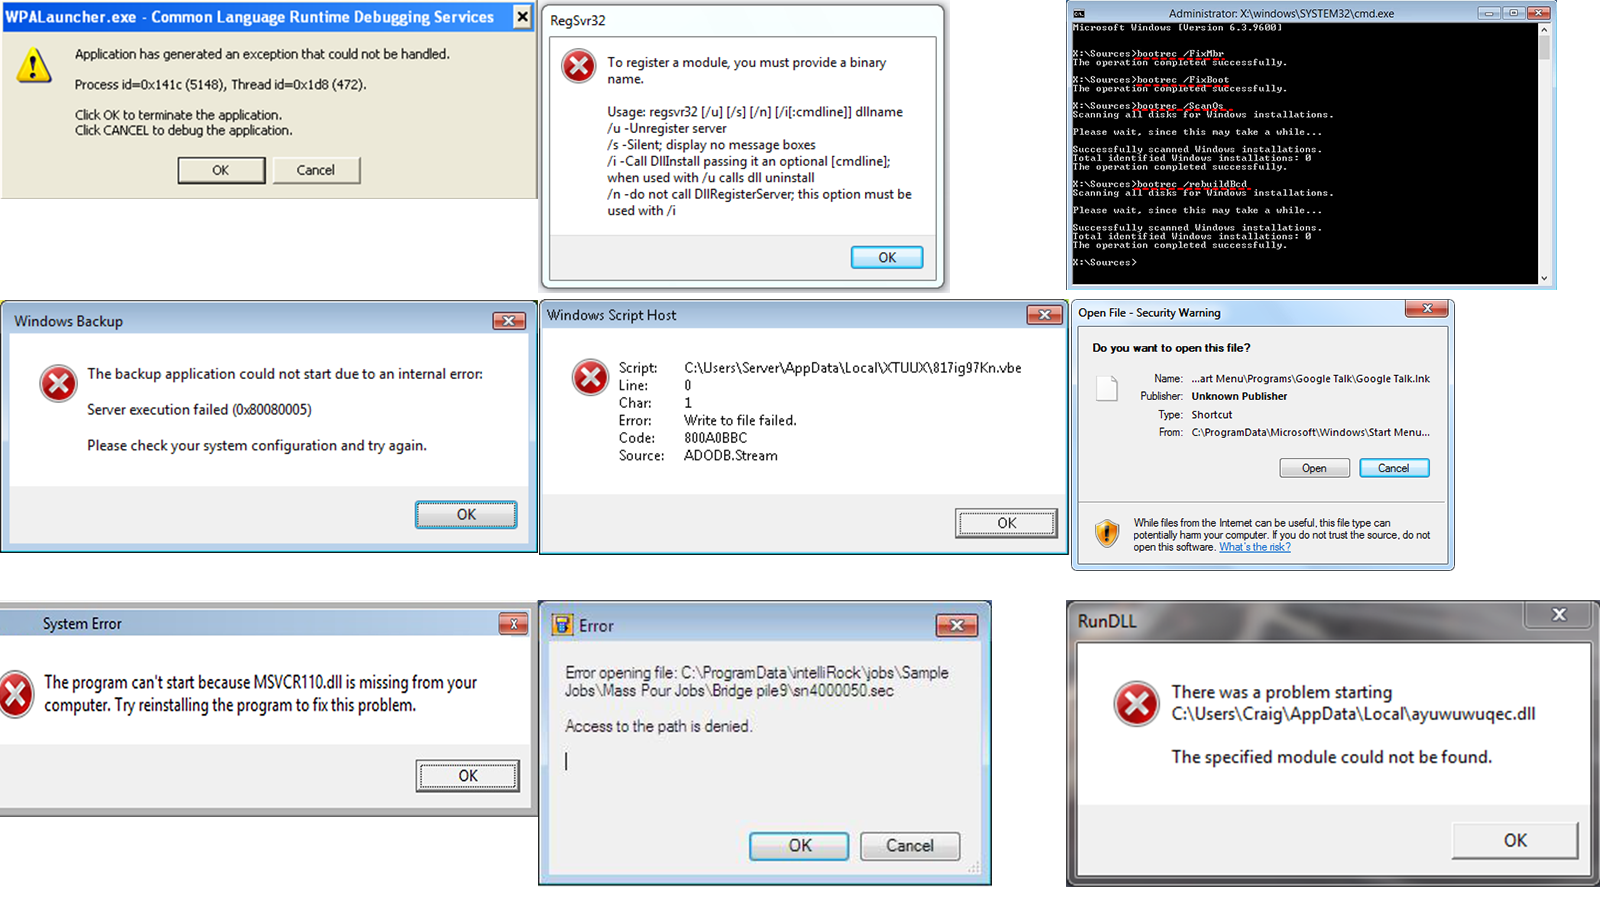 WPALauncher.exe - Common Language Runtime Debugging Services
Application has generated an exception that could not be handled.
Process id=0x141c (5148), Thread id=0x1d8 (472).
Click OK to terminate the application.
Click CANCEL to debug the application.
OK
Cancel
RegSvr32
To register a module, you must provide a binary
name.
Usage: regsvr32 [/u] [/s] [/n] [/i[:cmdline]] dllname
/u -Unregister server
/s -Silent; display no message boxes
/i -Call DllInstall passing it an optional [cmdline];
when used with /u calls dll uninstall
/n -do not call DllRegisterServer; this option must be
used with /i
OK
Administrator: X:\windows\SYSTEM32\cmd.exe
Microsoft Windows [Version 6.3.9600]
X:\Sources>bootrec /FixMbr
The operation completed successfully.
X:\Sources>bootrec /FixBoot
The operation completed successfully.
X:\Sources>bootrec /ScanOs
Scanning all disks for Windows installations.
Please wait, since this may take a while...
Successfully scanned Windows installations.
Total identified Windows installations: 0
The operation completed successfully.
X:\Sources>bootrec /rebuildBcd
Scanning all disks for Windows installations.
Please wait, since this may take a while...
Successfully scanned Windows installations.
Total identified Windows installations: 0
The operation completed successfully.
X:\Sources>
Windows Backup
The backup application could not start due to an internal error:
Server execution failed (0x80080005)
Please check your system configuration and try again.
OK
Windows Script Host
Script: C:\Users\Server\AppData\Local\XTUUX\817ig97Kn.vbe
Line: 0
Char: 1
Error: Write to file failed.
Code: 800A0BBC
Source: ADODB.Stream
OK
Open File - Security Warning
Do you want to open this file?
Name: ...art Menu\Programs\Google Talk\Google Talk.lnk
Publisher: Unknown Publisher
Type: Shortcut
From: C:\ProgramData\Microsoft\Windows\Start Menu...
Open
Cancel
While files from the Internet can be useful, this file type can
potentially harm your computer. If you do not trust the source, do not
open this software. What's the risk?
System Error
The program can't start because MSVCR110.dll is missing from your
computer. Try reinstalling the program to fix this problem.
OK
Error
Error opening file: C:\ProgramData\intelliRock\jobs\Sample
Jobs\Mass Pour Jobs\Bridge pile9\sn4000050.sec
Access to the path is denied.
OK
Cancel
RunDLL
There was a problem starting
C:\Users\Craig\AppData\Local\ayuwuwuqec.dll
The specified module could not be found.
OK